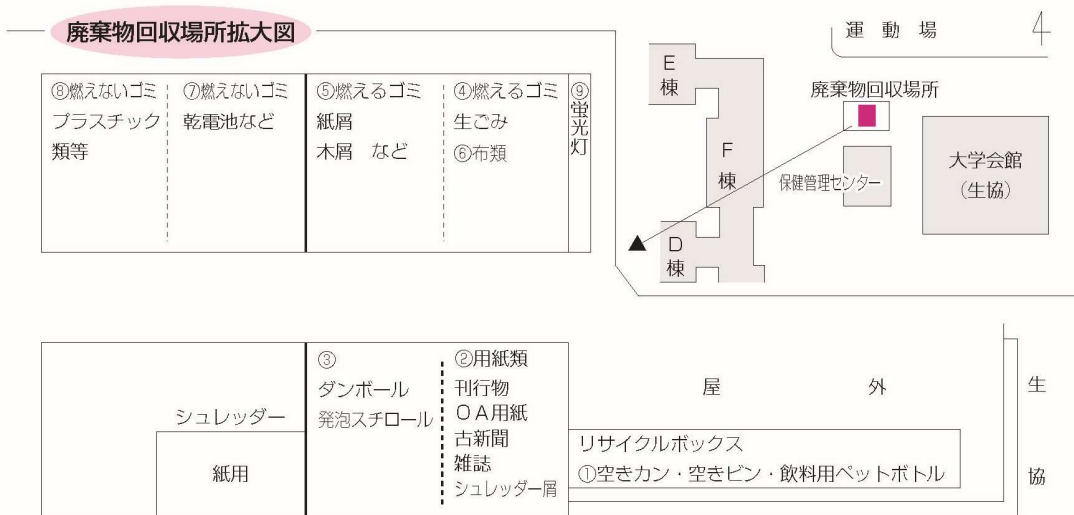 廃棄物回収場所拡大図
⑧燃えないゴミ
プラスチック
類等
⑦燃えないゴミ
乾電池など
⑤燃えるゴミ
紙屑
木屑　など
④燃えるゴミ
生ごみ
⑥布類
⑨蛍光灯
運動場
4
廃棄物回収場所
E棟
F棟
D棟
保健管理センター
大学会館
（生協）
シュレッダー
紙用
③
ダンボール
発泡スチロール
②用紙類
刊行物
OA用紙
古新聞
雑誌
シュレッダー屑
屋外
リサイクルボックス
①空きカン・空きビン・飲料用ペットボトル
生協